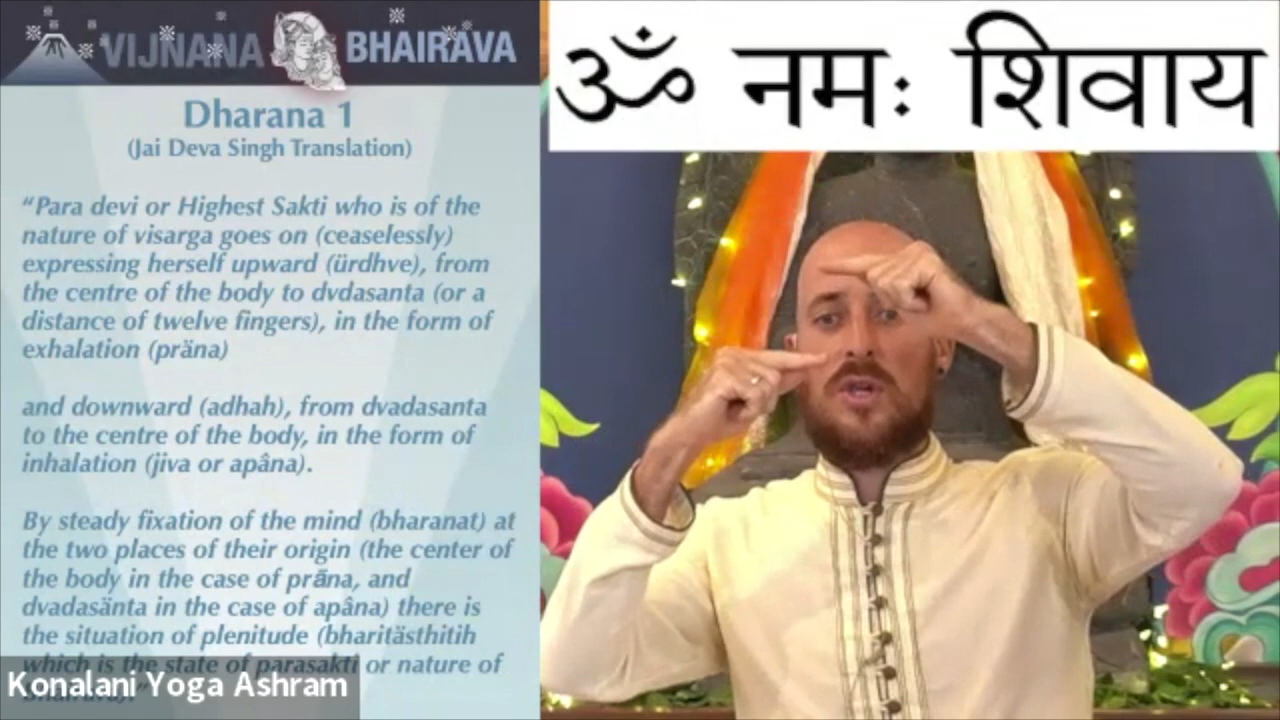 VIJNANA BHAIRAVA
Dharana 1
(Jai Deva Singh Translation)
“Para devi or Highest Sakti who is of the
nature of visarga goes on (ceaselessly)
expressing herself upward (ürdhve), from
the centre of the body to dvdasanta (or a
distance of twelve fingers), in the form of
exhalation (präna)
and downward (adhah), from dvadasanta
to the centre of the body, in the form of
inhalation (jiva or apâna).
By steady fixation of the mind (bharanat) at
the two places of their origin (the center of
the body in the case of prāna, and
dvadasänta in the case of apâna) there is
the situation of plenitude (bharitästhitih
which is the state of parasakti or nature of
Konalani Yoga Ashram
ॐ नमः शिवाय